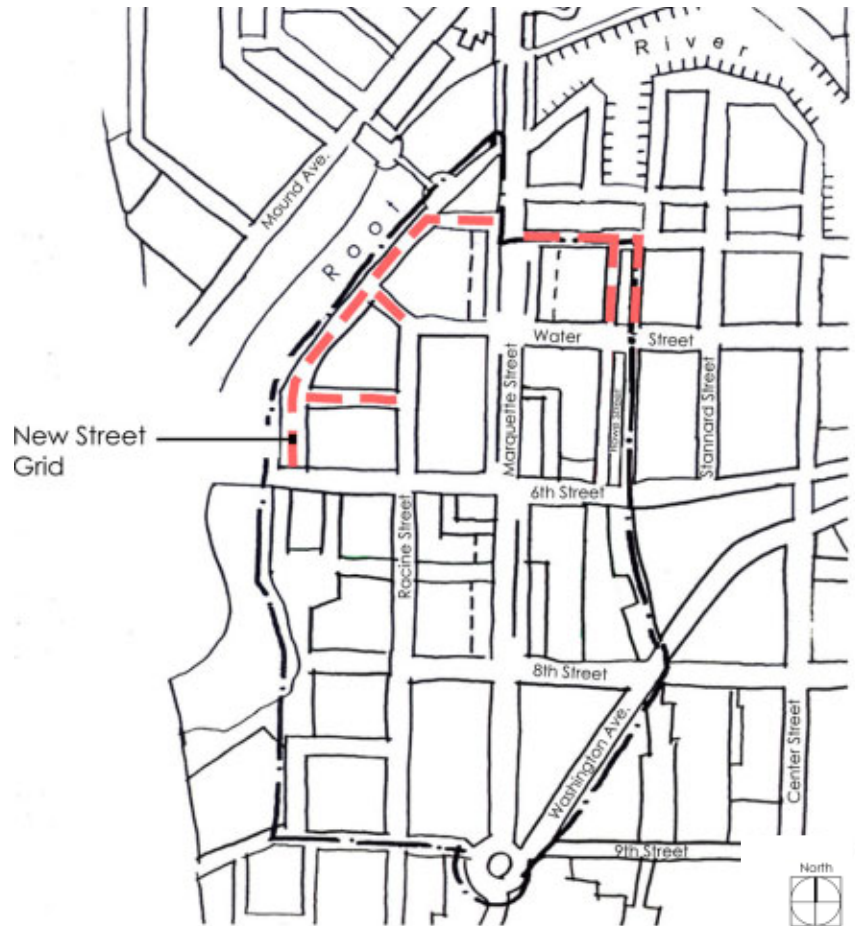 River
Mound Ave.
Root
Water Street
Marquette Street
Rowe Street
Stannard Street
New Street
Grid
6th Street
Racine Street
8th Street
Washington Ave.
Center Street
9th Street
North